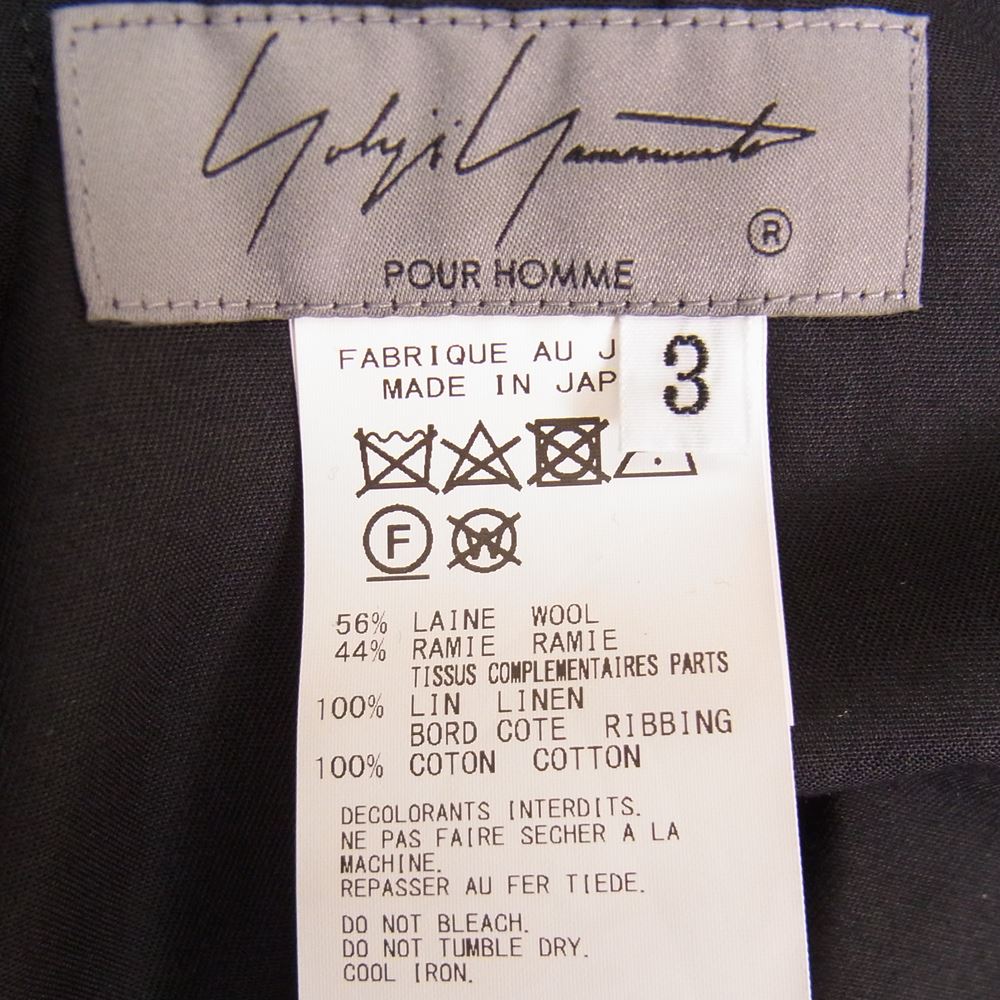 Yohji Yamamoto
®
POUR HOMME
FABRIQUE AU J
MADE IN JAP
3
F W
56% LAINE WOOL
44% RAMIE RAMIE
TISSUS COMPLEMENTAIRES PARTS
100% LIN LINEN
BORD COTE RIBBING
100% COTON COTTON
DECOLORANTS INTERDITS.
NE PAS FAIRE SECHER A LA
MACHINE.
REPASSER AU FER TIEDE.
DO NOT BLEACH.
DO NOT TUMBLE DRY.
COOL IRON.